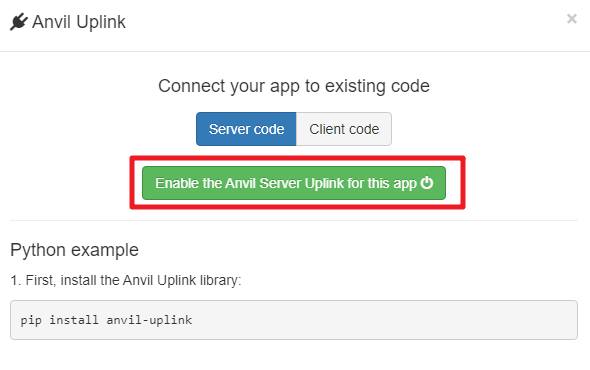 Anvil Uplink
×
Connect your app to existing code
Server code
Client code
Enable the Anvil Server Uplink for this app
Python example
1. First, install the Anvil Uplink library:
pip install anvil-uplink